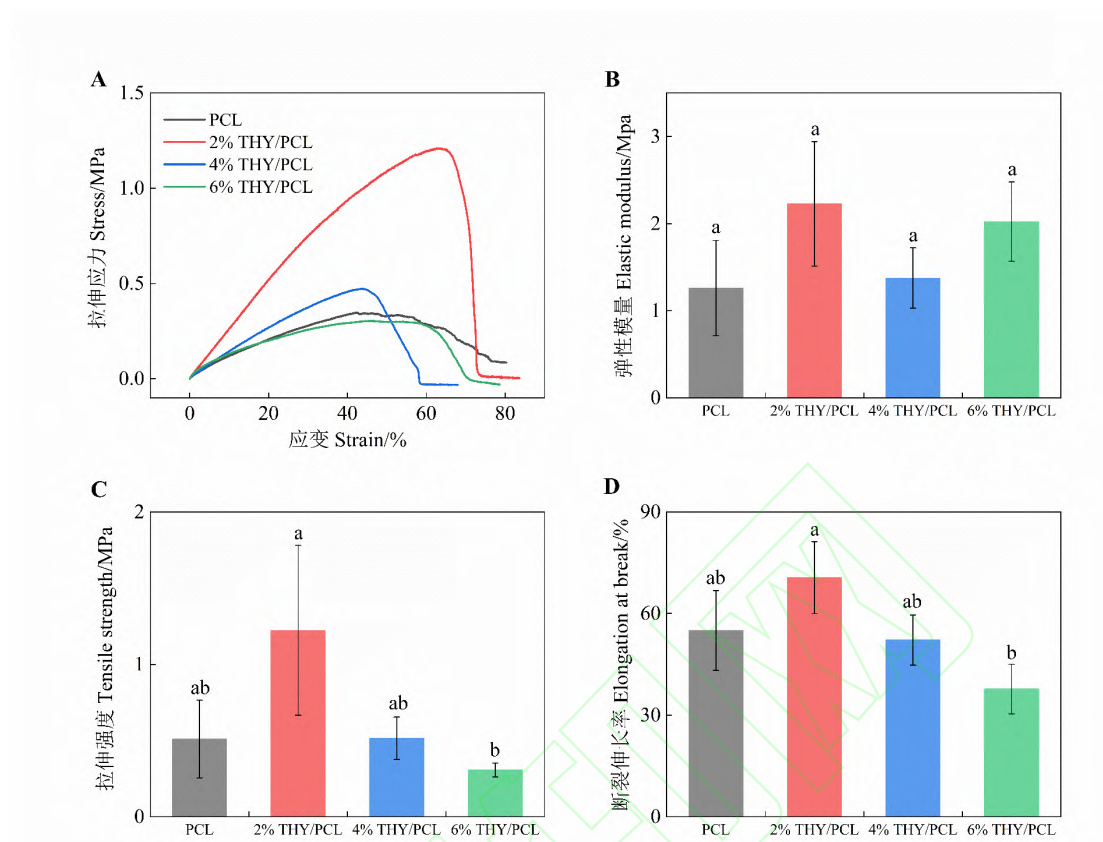 A
拉伸应力 Stress/MPa
1.5
1.0
0.5
0.0
PCL
2% THY/PCL
4% THY/PCL
6% THY/PCL
0 20 40 60 80
应变 Strain/%
B
弹性模量 Elastic modulus/Mpa
3
2
1
0
a a a a
PCL 2% THY/PCL 4% THY/PCL 6% THY/PCL
C
拉伸强度 Tensile strength/MPa
2
1
0
ab a ab b
PCL 2% THY/PCL 4% THY/PCL 6% THY/PCL
D
断裂伸长率 Elongation at break/%
90
60
30
0
ab a ab b
PCL 2% THY/PCL 4% THY/PCL 6% THY/PCL